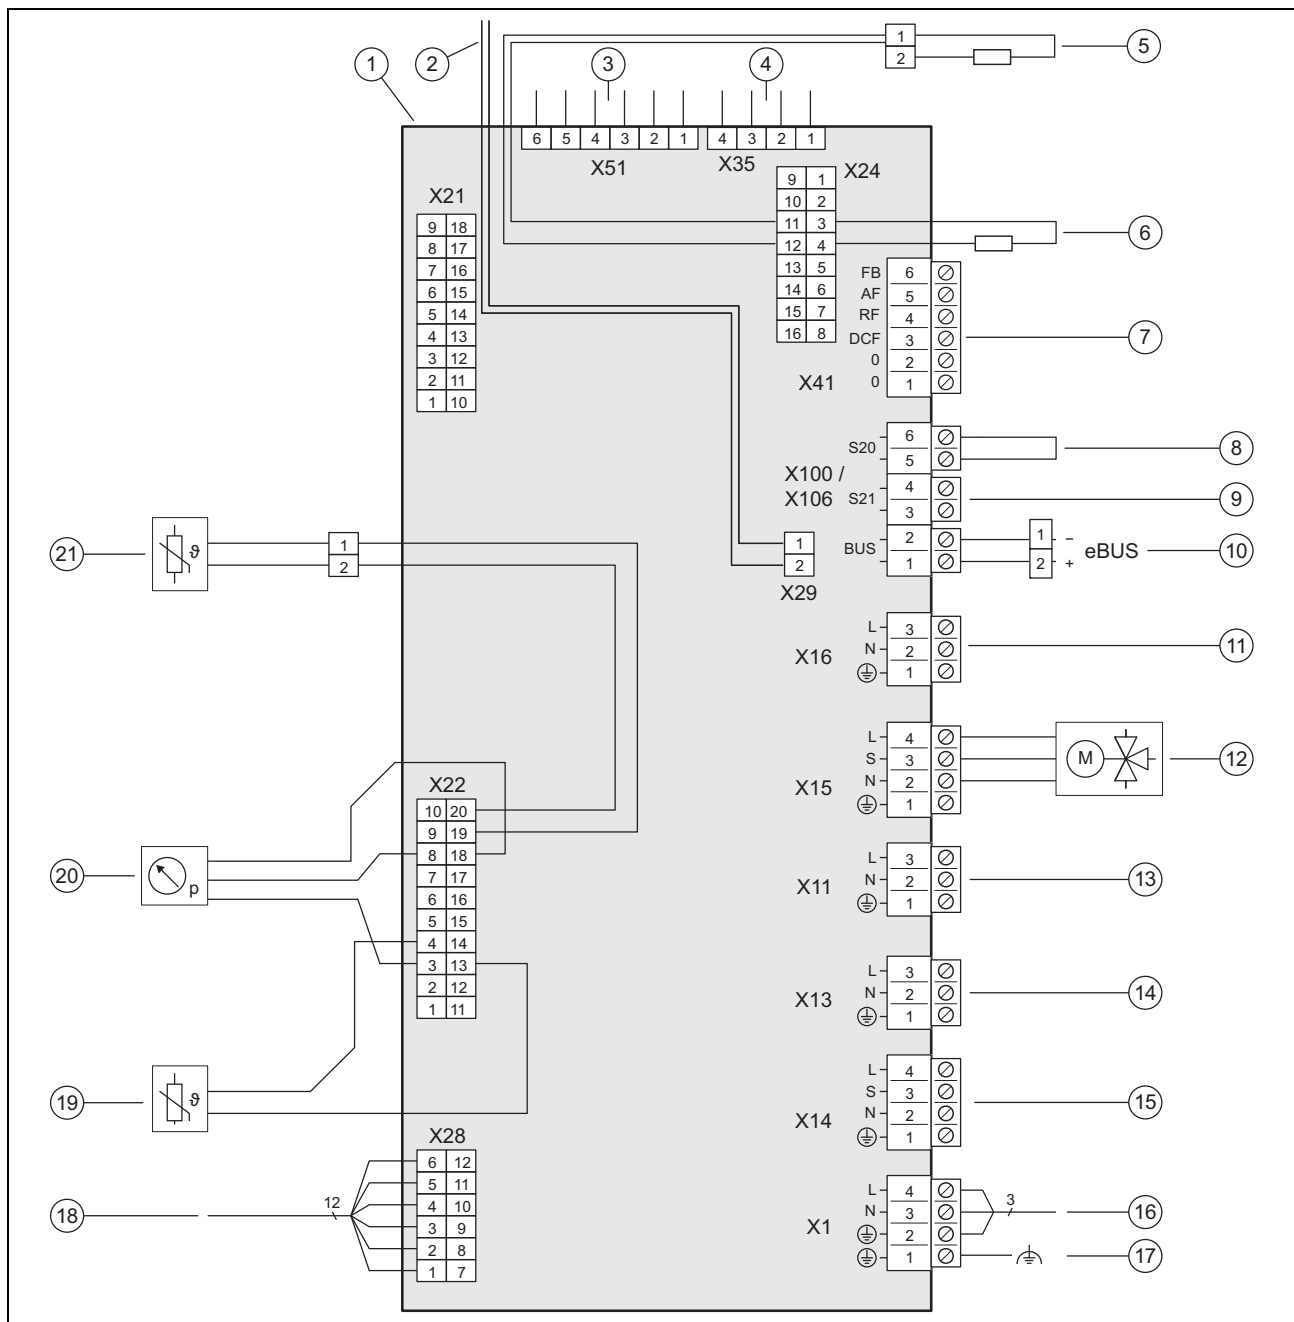 1
2
5
1
2
3
4
6 5 4 3 2 1
4 3 2 1
X51
X35
X24
9 1
10 2
11 3
12 4
13 5
14 6
15 7
16 8
6
X21
9 18
8 17
7 16
6 15
5 14
4 13
3 12
2 11
1 10
FB 6
AF 5
RF 4
DCF 3
0 2
0 1
7
X41
S20
6
5
8
X100 /
X106
S21
4
3
9
BUS
2
1
1 −
2 +
eBUS
10
1
2
X29
21
ϑ
1
2
X16
L 3
N 2
1
11
X15
L 4
S 3
N 2
1
M
12
X22
10 20
9 19
8 18
7 17
6 16
5 15
4 14
3 13
2 12
1 11
20
p
X11
L 3
N 2
1
13
X13
L 3
N 2
1
14
19
ϑ
X14
L 4
S 3
N 2
1
15
X28
6 12
5 11
4 10
3 9
2 8
1 7
18
12
X1
L 4
N 3
2
1
3
16
17